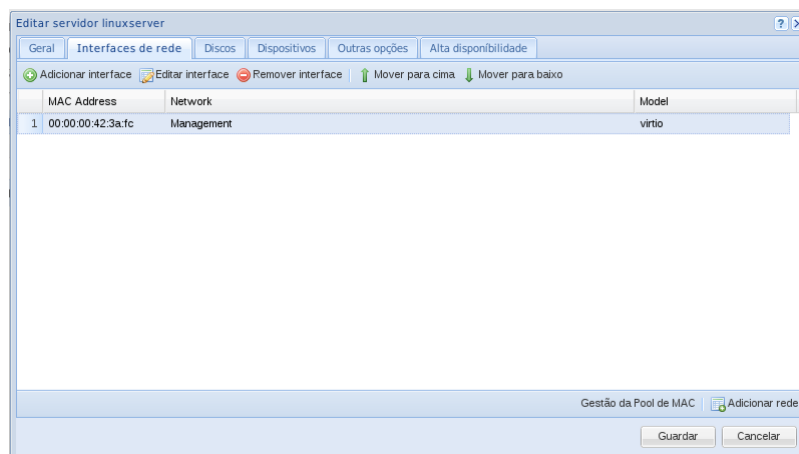 Editar servidor linuxserver
Geral Interfaces de rede Discos Dispositivos Outras opções Alta disponíbilidade
Adicionar interface Editar interface Remover interface Mover para cima Mover para baixo
MAC Address Network Model
1 00:00:00:42:3a:fc Management virtio
Gestão da Pool de MAC Adicionar rede
Guardar Cancelar